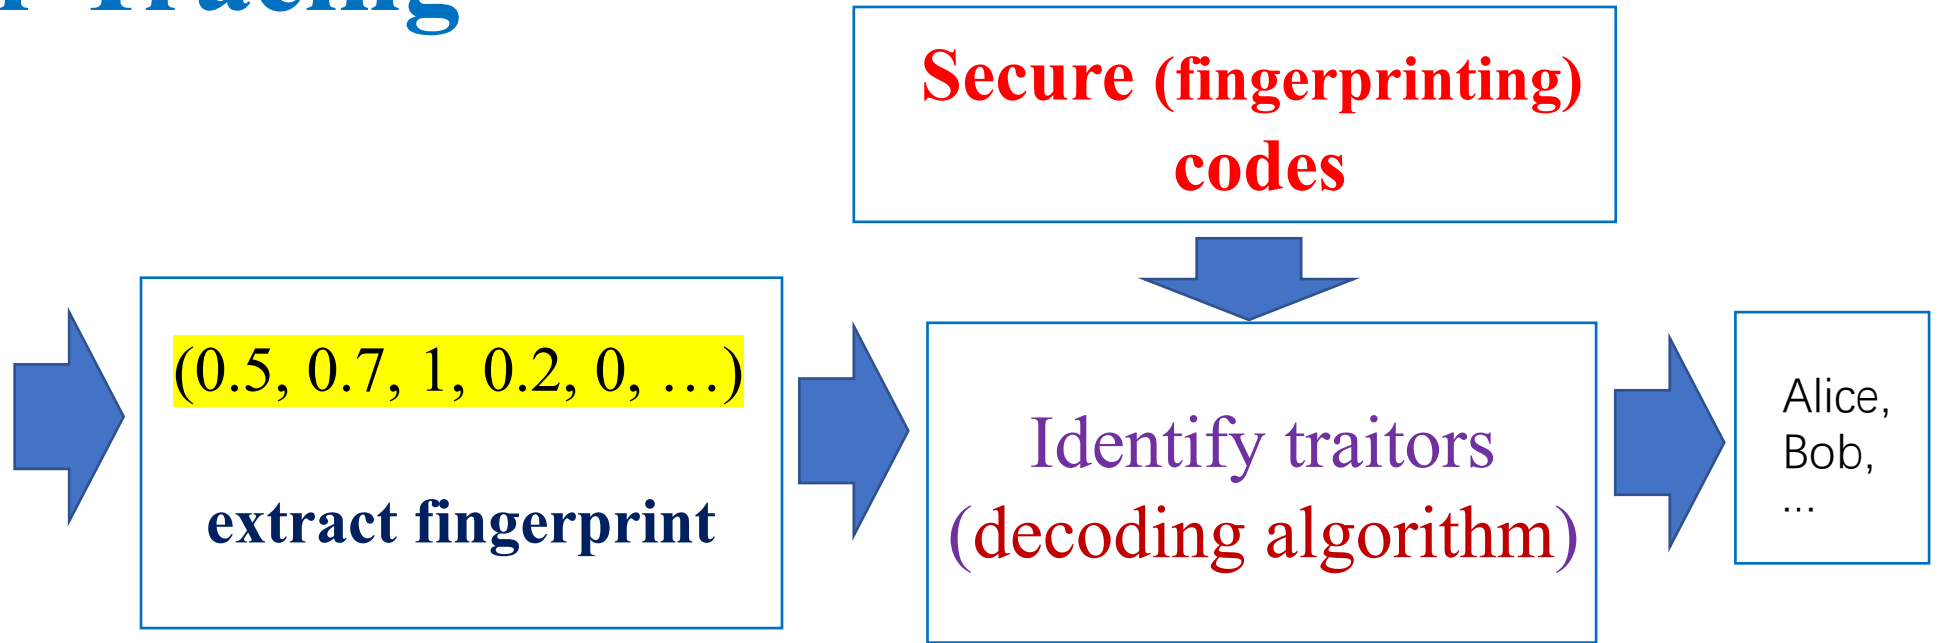 Tracing
Secure (fingerprinting)
codes
(0.5, 0.7, 1, 0.2, 0, …)
extract fingerprint
Identify traitors
(decoding algorithm)
Alice,
Bob,
...